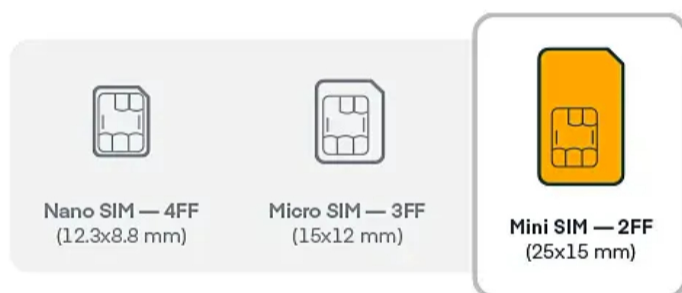 Nano SIM — 4FF
(12.3x8.8 mm)
Micro SIM — 3FF
(15x12 mm)
Mini SIM — 2FF
(25x15 mm)